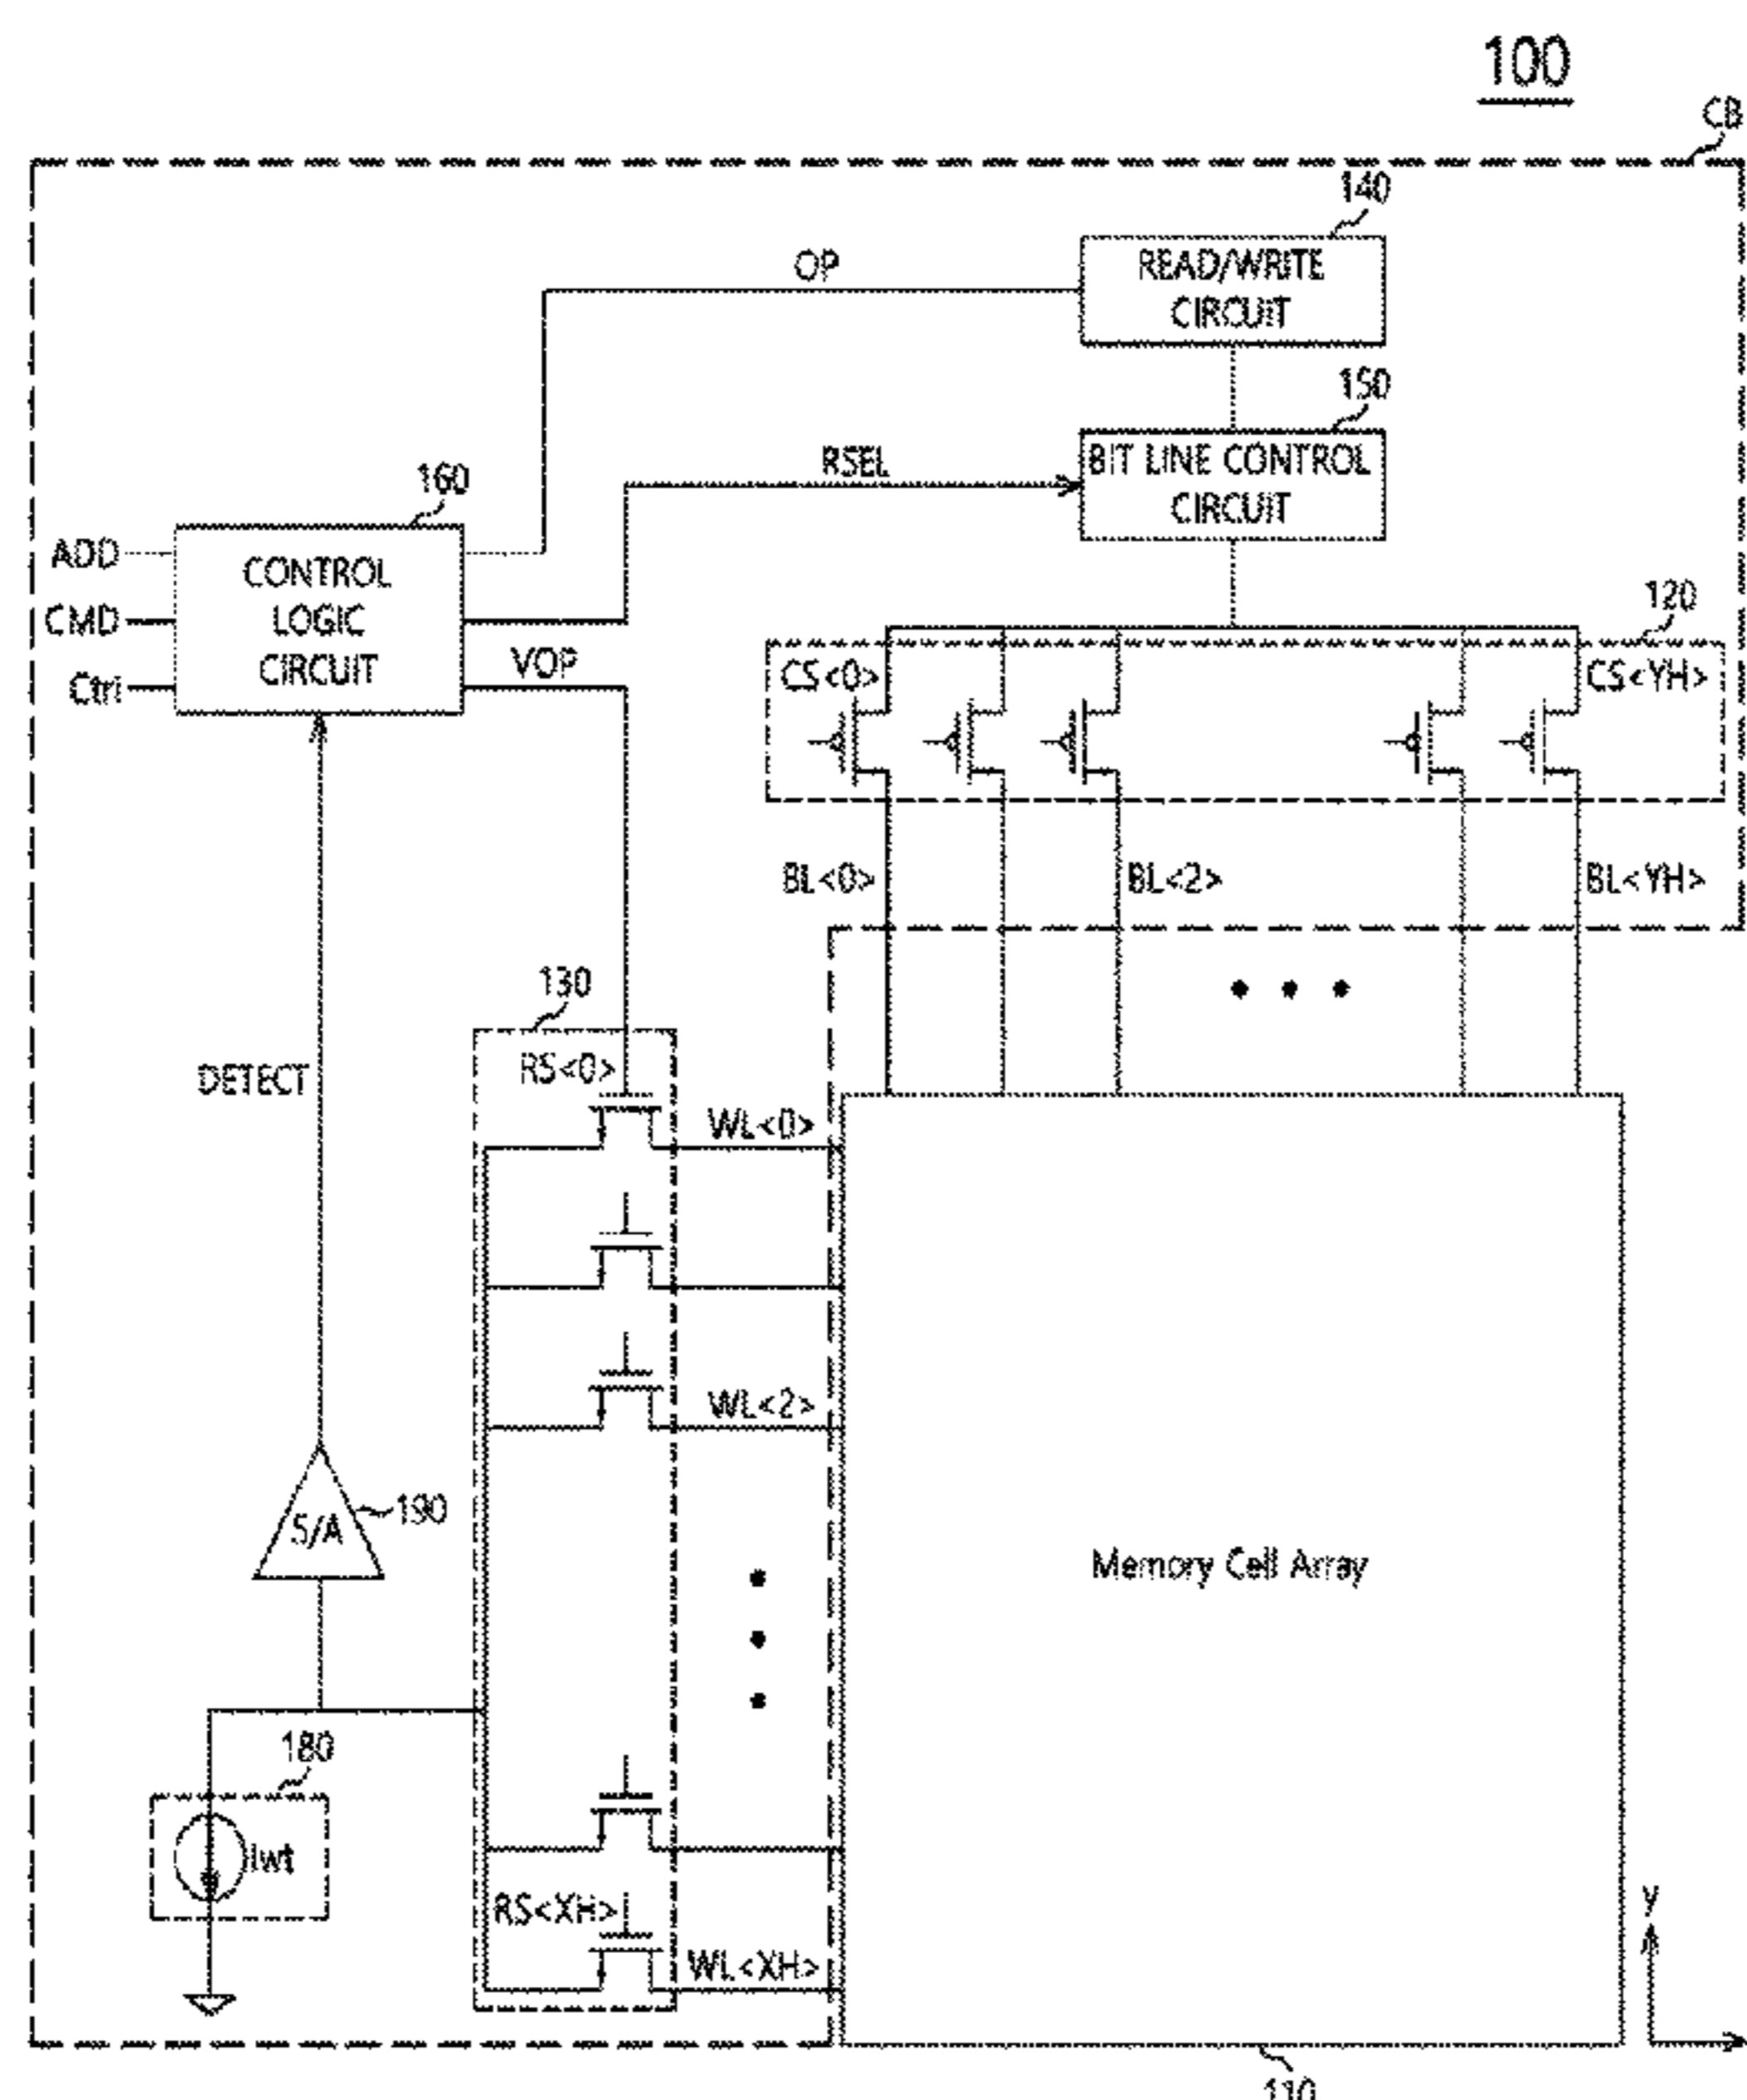 100
CB
140
OP
READ/WRITE
CIRCUIT
150
RSEL
BIT LINE CONTROL
CIRCUIT
160
ADD
CMD
Ctrl
CONTROL
LOGIC
CIRCUIT
VOP
120
CS<0>
CS<YH>
BL<0>
BL<2>
BL<YH>
130
RS<0>
DETECT
WL<0>
WL<2>
S/A
190
Memory Cell Array
180
Iwt
RS<XH>
WL<XH>
y
110